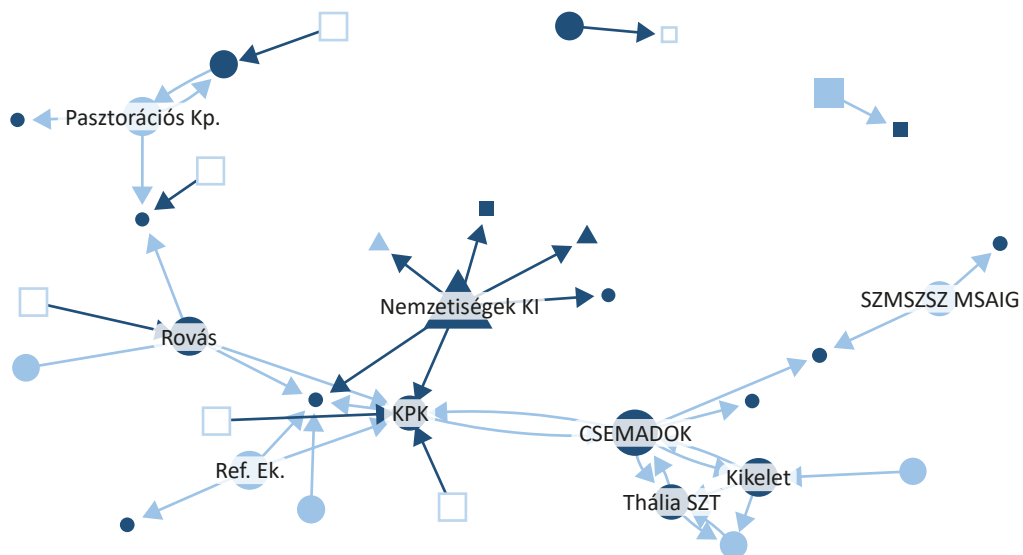 Pasztorációs Kp.
Nemzetiségek KI
SZMSZSZ MSAIG
Rovás
KPK
CSEMADOK
Ref. Ek.
Kikelet
Thália SZT